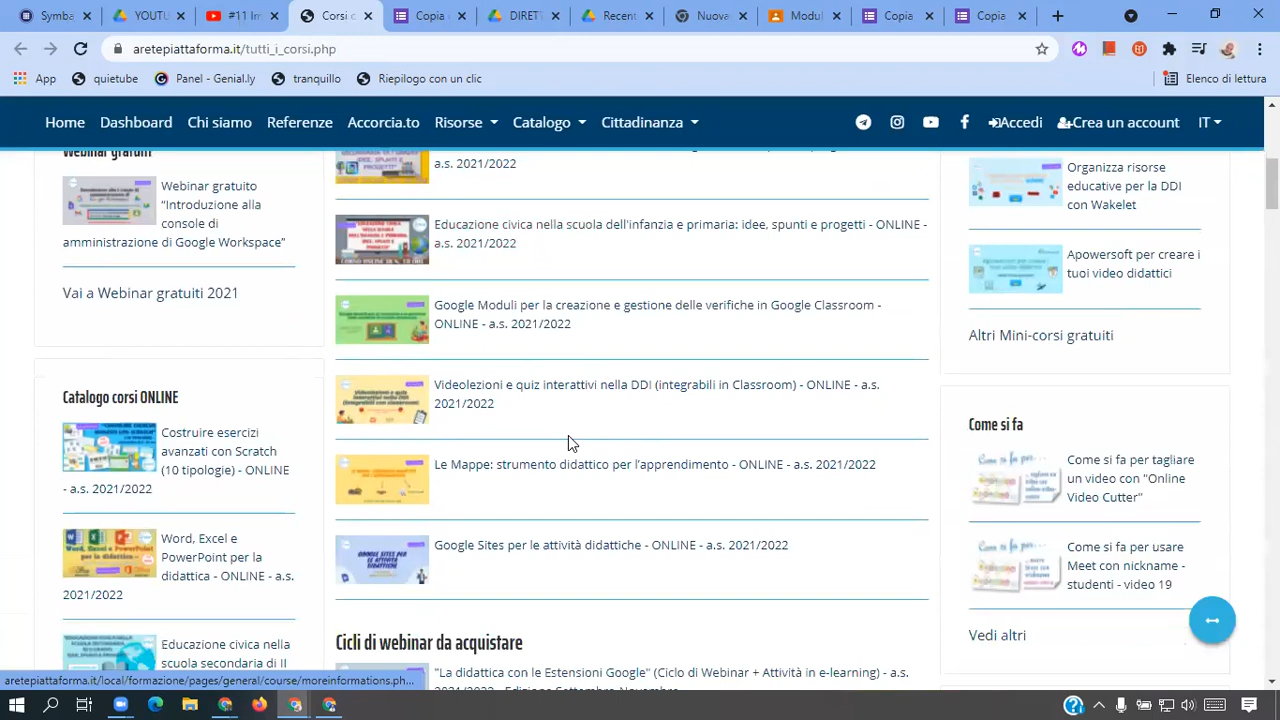 Symba
YOUTU
#11 /
Corsi c
Copia
DIRET
Recent
Nuova
Modul
Copia
Copia
aretepiattaforma.it/tutti_i_corsi.php
App
quietube
Panel - Genial.ly
tranquillo
Riepilogo con un clic
Elenco di lettura
Home
Dashboard
Chi siamo
Referenze
Accorcia.to
Risorse
Catalogo
Cittadinanza
Accedi
Crea un account
IT
Webinar gratuiti
Webinar gratuito
"Introduzione alla
console di
amministrazione di Google Workspace"
Vai a Webinar gratuiti 2021
Catalogo corsi ONLINE
Costruire esercizi
avanzati con Scratch
(10 tipologie) - ONLINE
- a.s. 2021/2022
Word, Excel e
PowerPoint per la
didattica - ONLINE - a.s.
2021/2022
Educazione civica nella
scuola secondaria di II
a.s. 2021/2022
Educazione civica nella scuola dell'infanzia e primaria: idee, spunti e progetti - ONLINE -
a.s. 2021/2022
Google Moduli per la creazione e gestione delle verifiche in Google Classroom -
ONLINE - a.s. 2021/2022
Videolezioni e quiz interattivi nella DDI (integrabili in Classroom) - ONLINE - a.s.
2021/2022
Le Mappe: strumento didattico per l'apprendimento - ONLINE - a.s. 2021/2022
Google Sites per le attività didattiche - ONLINE - a.s. 2021/2022
Cicli di webinar da acquistare
"La didattica con le Estensioni Google" (Ciclo di Webinar + Attività in e-learning) - a.s.
Organizza risorse
educative per la DDI
con Wakelet
Apowersoft per creare i
tuoi video didattici
Altri Mini-corsi gratuiti
Come si fa
Come si fa per tagliare
un video con "Online
Video Cutter"
Come si fa per usare
Meet con nickname -
studenti - video 19
Vedi altri
aretepiattaforma.it/local/formazione/pages/general/course/moreinformations.ph...